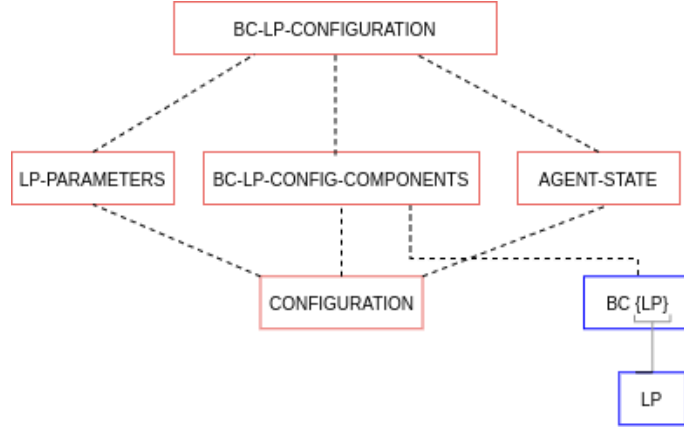 BC-LP-CONFIGURATION
LP-PARAMETERS
BC-LP-CONFIG-COMPONENTS
AGENT-STATE
CONFIGURATION
BC {LP}
LP